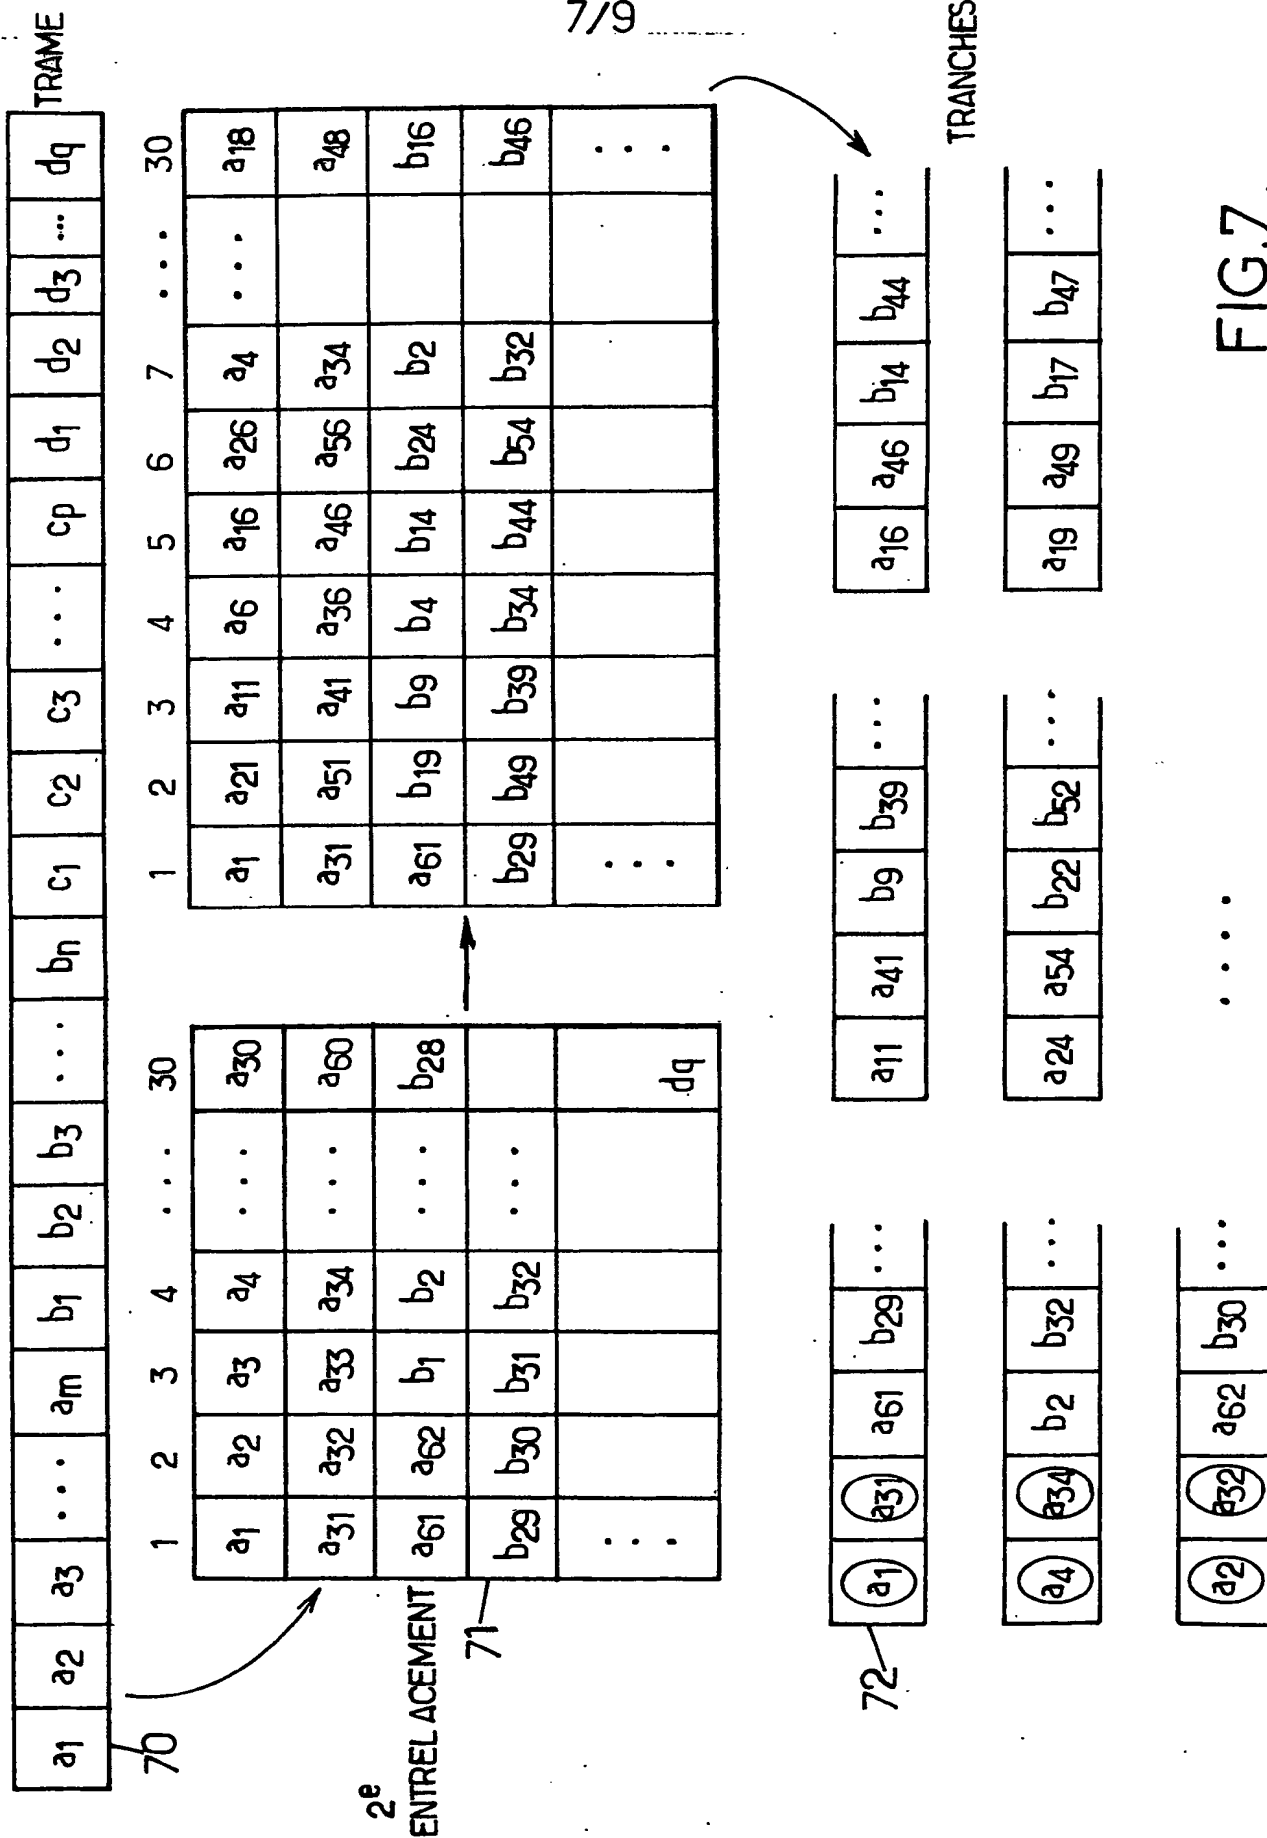 7/9
a1 a2 a3 ... am b1 b2 b3 ... bn c1 c2 c3 ... cp d1 d2 d3 ... dq TRAME
70
1 2 3 4 ... 30
a1 a2 a3 a4 ... a30
a31 a32 a33 a34 ... a60
a61 a62 b1 b2 ... b28
b29 b30 b31 b32 ...
... dq
2e
ENTRELACEMENT
71
1 2 3 4 5 6 7 ... 30
a1 a21 a11 a6 a16 a26 a4 ... a18
a31 a51 a41 a36 a46 a56 a34 a48
a61 b19 b9 b4 b14 b24 b2 b16
b29 b49 b39 b34 b44 b54 b32 b46
... ...
72
a1 a31 a61 b29 ...
a11 a41 b9 b39 ...
a16 a46 b14 b44 ...
TRANCHES
a4 a34 b2 b32 ...
a24 a54 b22 b52 ...
a19 a49 b17 b47 ...
a2 a32 a62 b30 ...
....
FIG.7